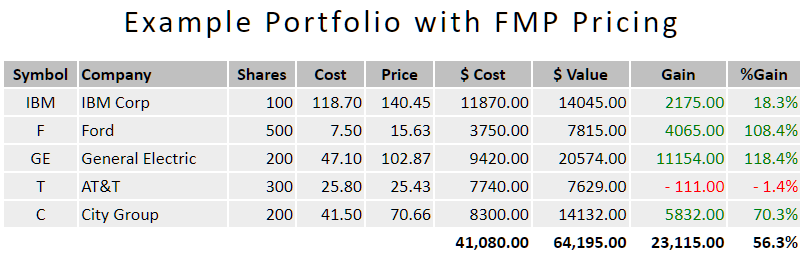 Example Portfolio with FMP Pricing
Symbol Company Shares Cost Price $ Cost $ Value Gain %Gain
IBM IBM Corp 100 118.70 140.45 11870.00 14045.00 2175.00 18.3%
F Ford 500 7.50 15.63 3750.00 7815.00 4065.00 108.4%
GE General Electric 200 47.10 102.87 9420.00 20574.00 11154.00 118.4%
T AT&T 300 25.80 25.43 7740.00 7629.00 - 111.00 - 1.4%
C City Group 200 41.50 70.66 8300.00 14132.00 5832.00 70.3%
41,080.00 64,195.00 23,115.00 56.3%